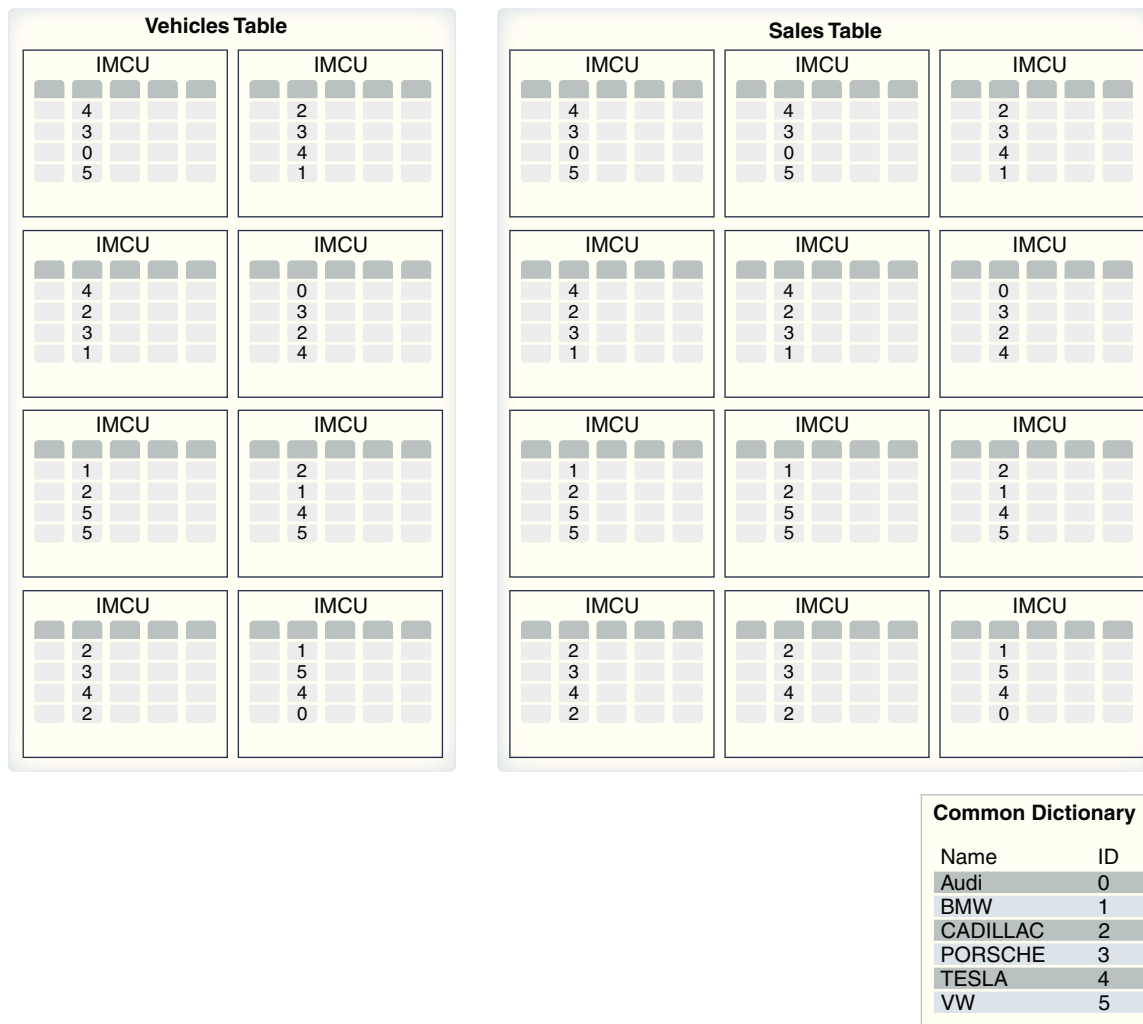 Vehicles Table
IMCU IMCU
4 2
3 3
0 4
5 1
IMCU IMCU
4 0
2 3
3 2
1 4
IMCU IMCU
1 2
2 1
5 4
5 5
IMCU IMCU
2 1
3 5
4 4
2 0
Sales Table
IMCU IMCU IMCU
4 4 2
3 3 3
0 0 4
5 5 1
IMCU IMCU IMCU
4 4 0
2 2 3
3 3 2
1 1 4
IMCU IMCU IMCU
1 1 2
2 2 1
5 5 4
5 5 5
IMCU IMCU IMCU
2 2 1
3 3 5
4 4 4
2 2 0
Common Dictionary
Name ID
Audi 0
BMW 1
CADILLAC 2
PORSCHE 3
TESLA 4
VW 5